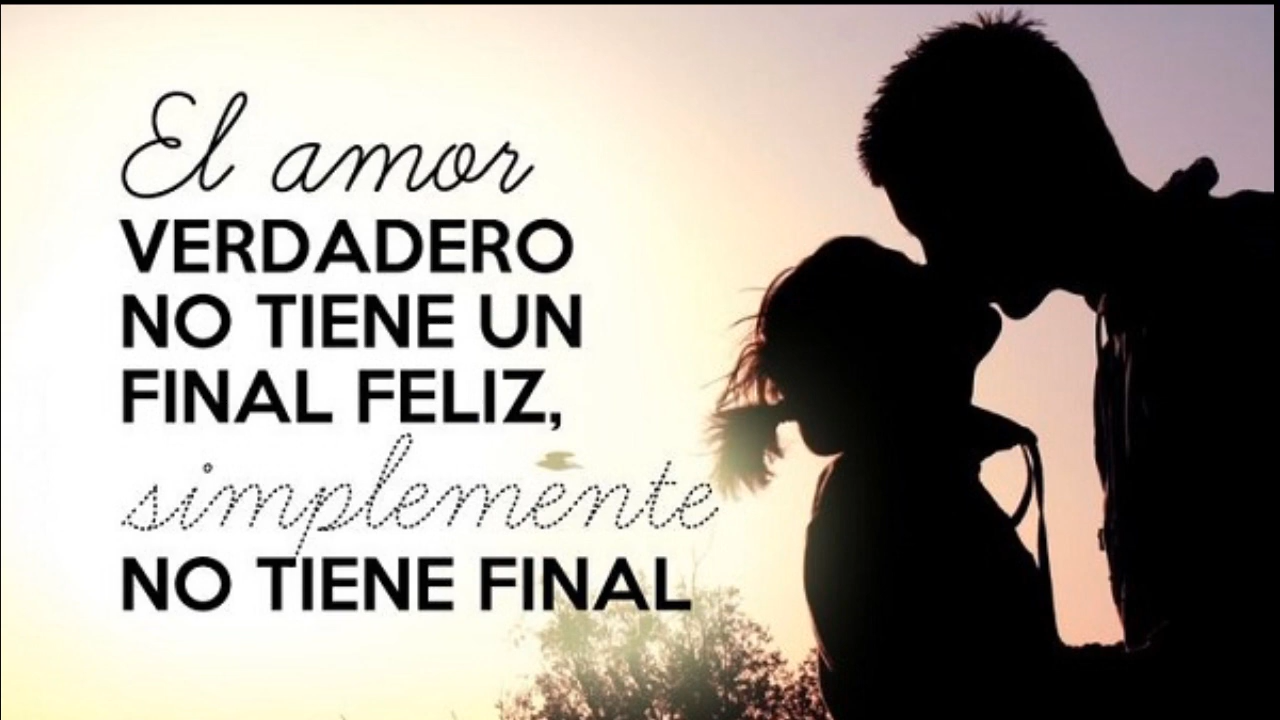 El amor
VERDADERO
NO TIENE UN
FINAL FELIZ,
simplemente
NO TIENE FINAL